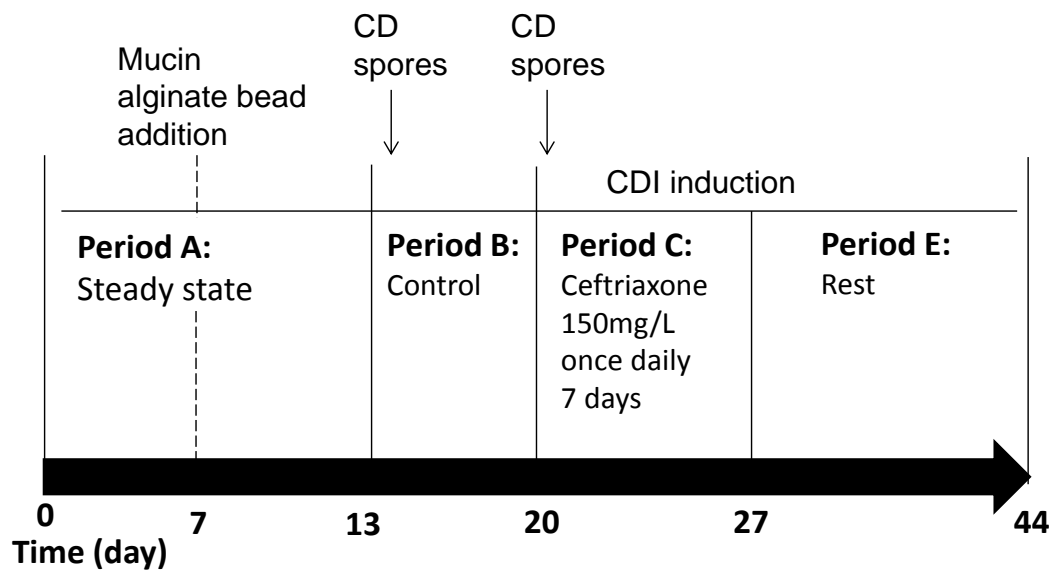 CD
spores
CD
spores
Mucin
alginate bead
addition
CDI induction
Period A:
Steady state
Period B:
Control
Period C:
Ceftriaxone
150mg/L
once daily
7 days
Period E:
Rest
0
7
13
20
27
44
Time (day)